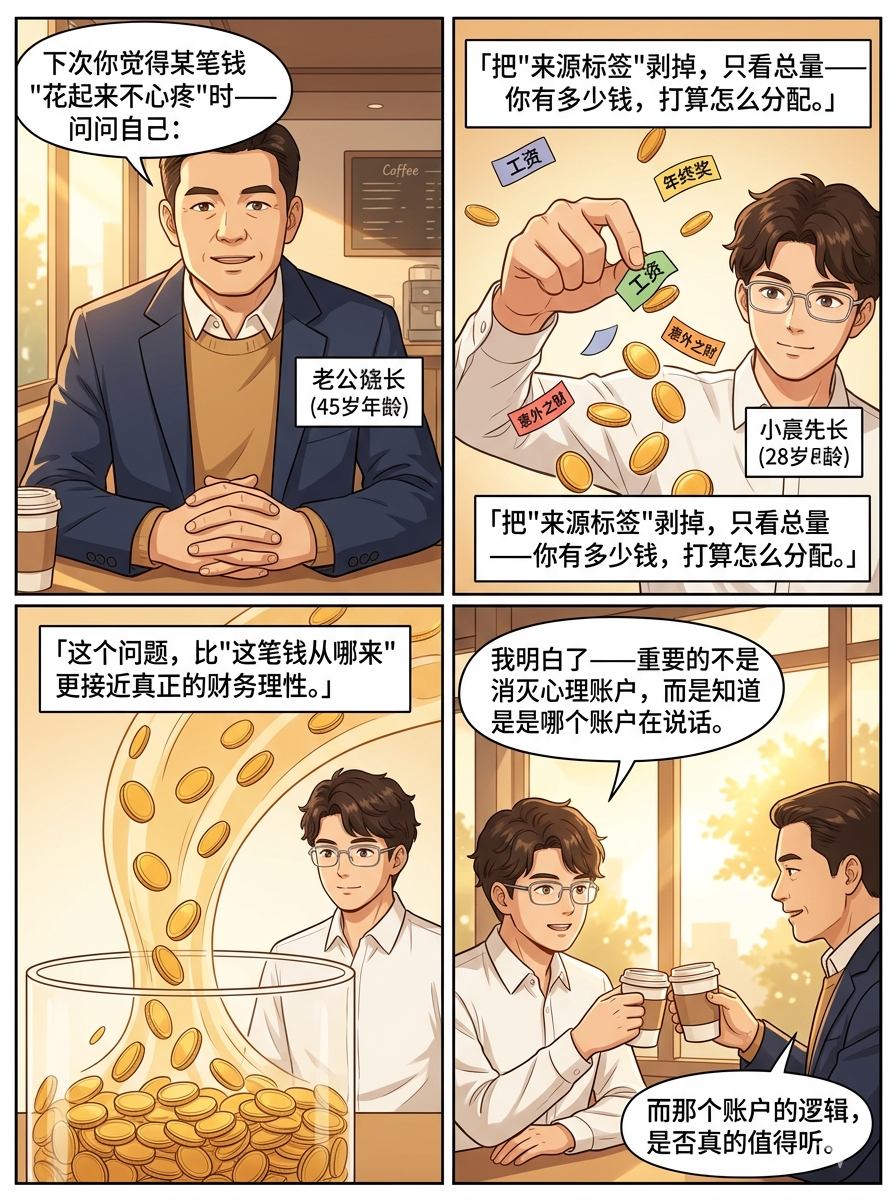 下次你觉得某笔钱
"花起来不心疼"时——
问问自己：
Caffee
老公 长
(45岁年龄)
「把"来源标签"剥掉，只看总量——
你有多少钱，打算怎么分配。」
工资
年终奖
工资
意外之财
意外之财
小晨先长
(28岁 龄)
「把"来源标签"剥掉，只看总量
——你有多少钱，打算怎么分配。」
「这个问题，比"这笔钱从哪来"
更接近真正的财务理性。」
我明白了——重要的不是
消灭心理账户，而是知道
是是哪个账户在说话。
而那个账户的逻辑，
是否真的值得听。